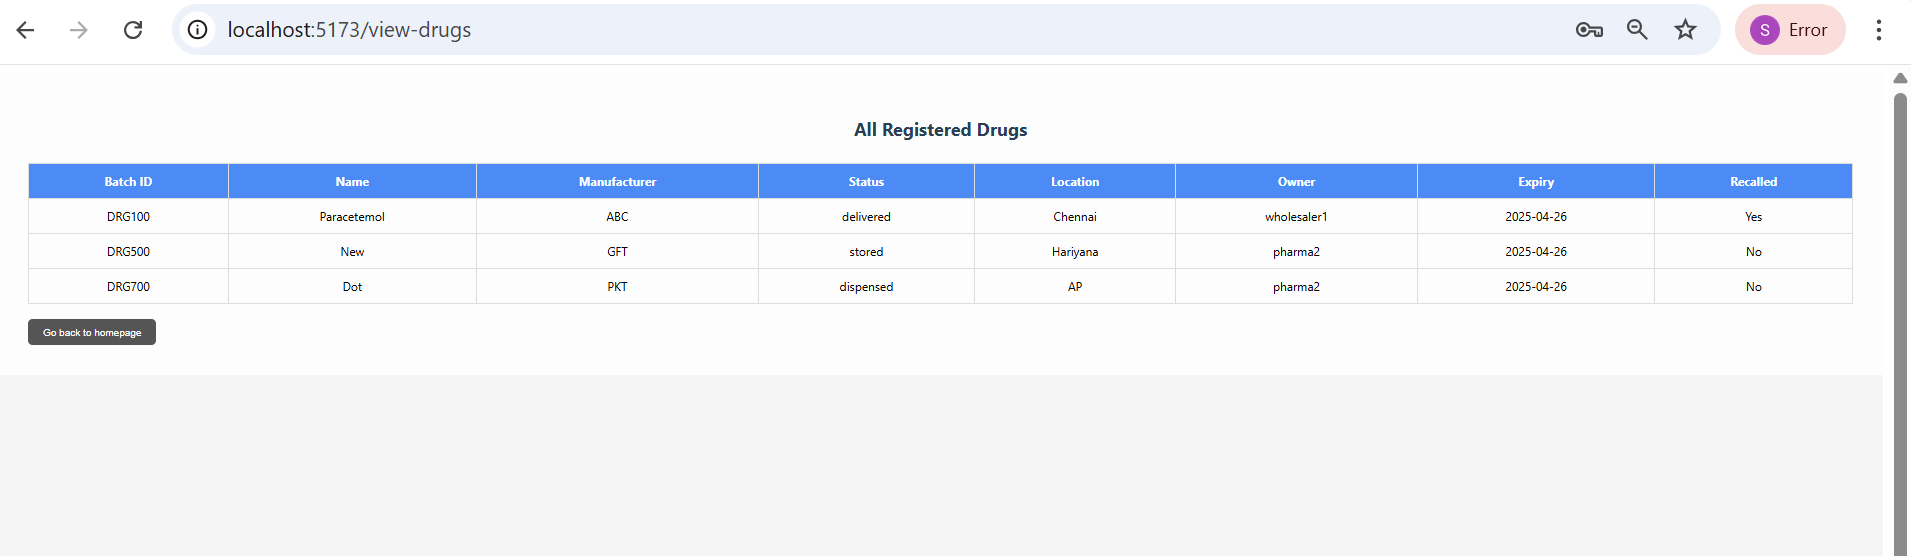 localhost:5173/view-drugs
S Error
All Registered Drugs
Batch ID Name Manufacturer Status Location Owner Expiry Recalled
DRG100 Paracetemol ABC delivered Chennai wholesaler1 2025-04-26 Yes
DRG500 New GFT stored Hariyana pharma2 2025-04-26 No
DRG700 Dot PKT dispensed AP pharma2 2025-04-26 No
Go back to homepage